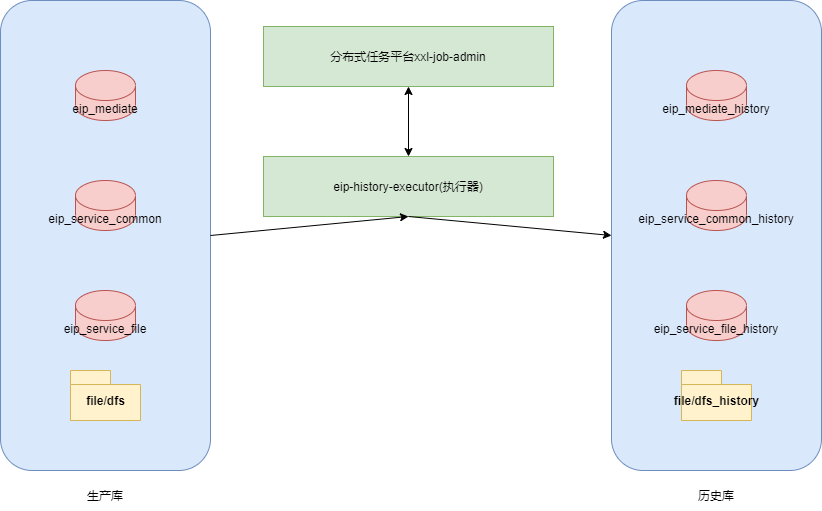 分布式任务平台xxl-job-admin
eip_mediate
eip_mediate_history
eip-history-executor(执行器)
eip_service_common
eip_service_common_history
eip_service_file
eip_service_file_history
file/dfs
file/dfs_history
生产库
历史库